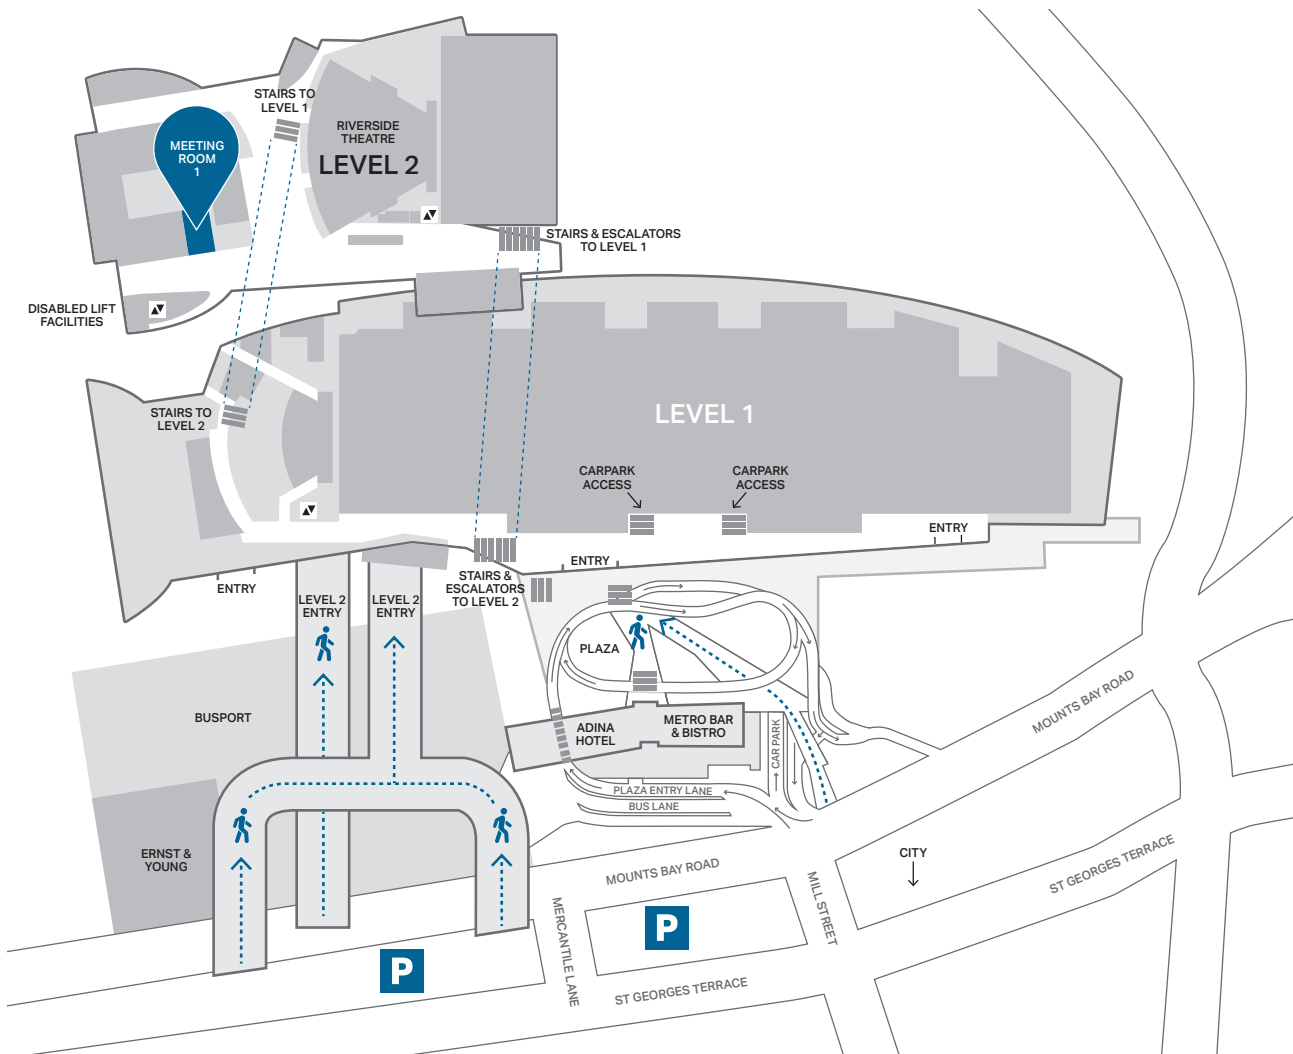 STAIRS TO
LEVEL 1
RIVERSIDE
THEATRE
LEVEL 2
MEETING
ROOM
1
STAIRS & ESCALATORS
TO LEVEL 1
DISABLED LIFT
FACILITIES
STAIRS TO
LEVEL 2
LEVEL 1
CARPARK
ACCESS
CARPARK
ACCESS
ENTRY
ENTRY
ENTRY
STAIRS &
ESCALATORS
TO LEVEL 2
LEVEL 2
ENTRY
LEVEL 2
ENTRY
PLAZA
BUSPORT
ADINA
HOTEL
METRO BAR
& BISTRO
CAR PARK
MOUNTS BAY ROAD
PLAZA ENTRY LANE
BUS LANE
ERNST &
YOUNG
CITY
MOUNTS BAY ROAD
ST GEORGES TERRACE
MILL STREET
MERCANTILE LANE
P
P
ST GEORGES TERRACE